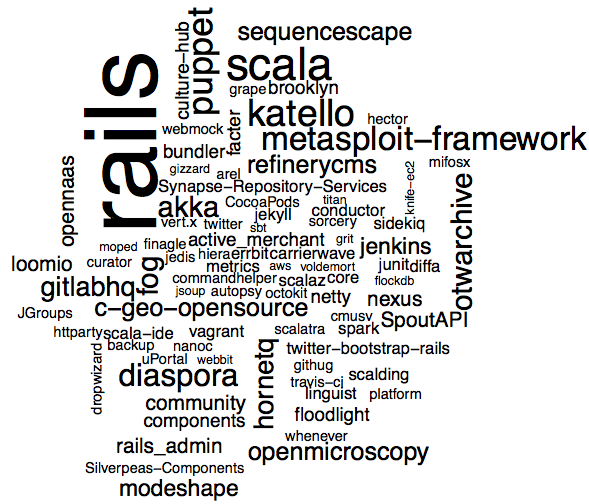 sequencescape
culture-hub
puppet
scala
rails
grape
brooklyn
katello
hector
webmock
facter
metasploit-framework
bundler
gizzard
arel
refinerycms
mifosx
knife-ec2
opennaas
Synapse-Repository-Services
akka
CocoaPods
titan
jekyll
conductor
otwarchive
vert.x
twitter
sbt
sorcery
sidekiq
moped
finagle
active_merchant
grit
jenkins
loomio
curator
fog
jedis
hiera
errbit
carrierwave
junit
diffa
metrics
aws
voldemort
gitlabhq
commandhelper
scalaz
core
flockdb
jsoup
autopsy
octokit
netty
nexus
JGroups
c-geo-opensource
cmusv
SpoutAPI
httparty
scala-ide
vagrant
scalatra
spark
backup
nanoc
hornetq
twitter-bootstrap-rails
dropwizard
uPortal
webbit
githug
diaspora
travis-ci
scalding
linguist
platform
community
components
floodlight
whenever
rails_admin
openmicroscopy
Silverpeas-Components
modeshape